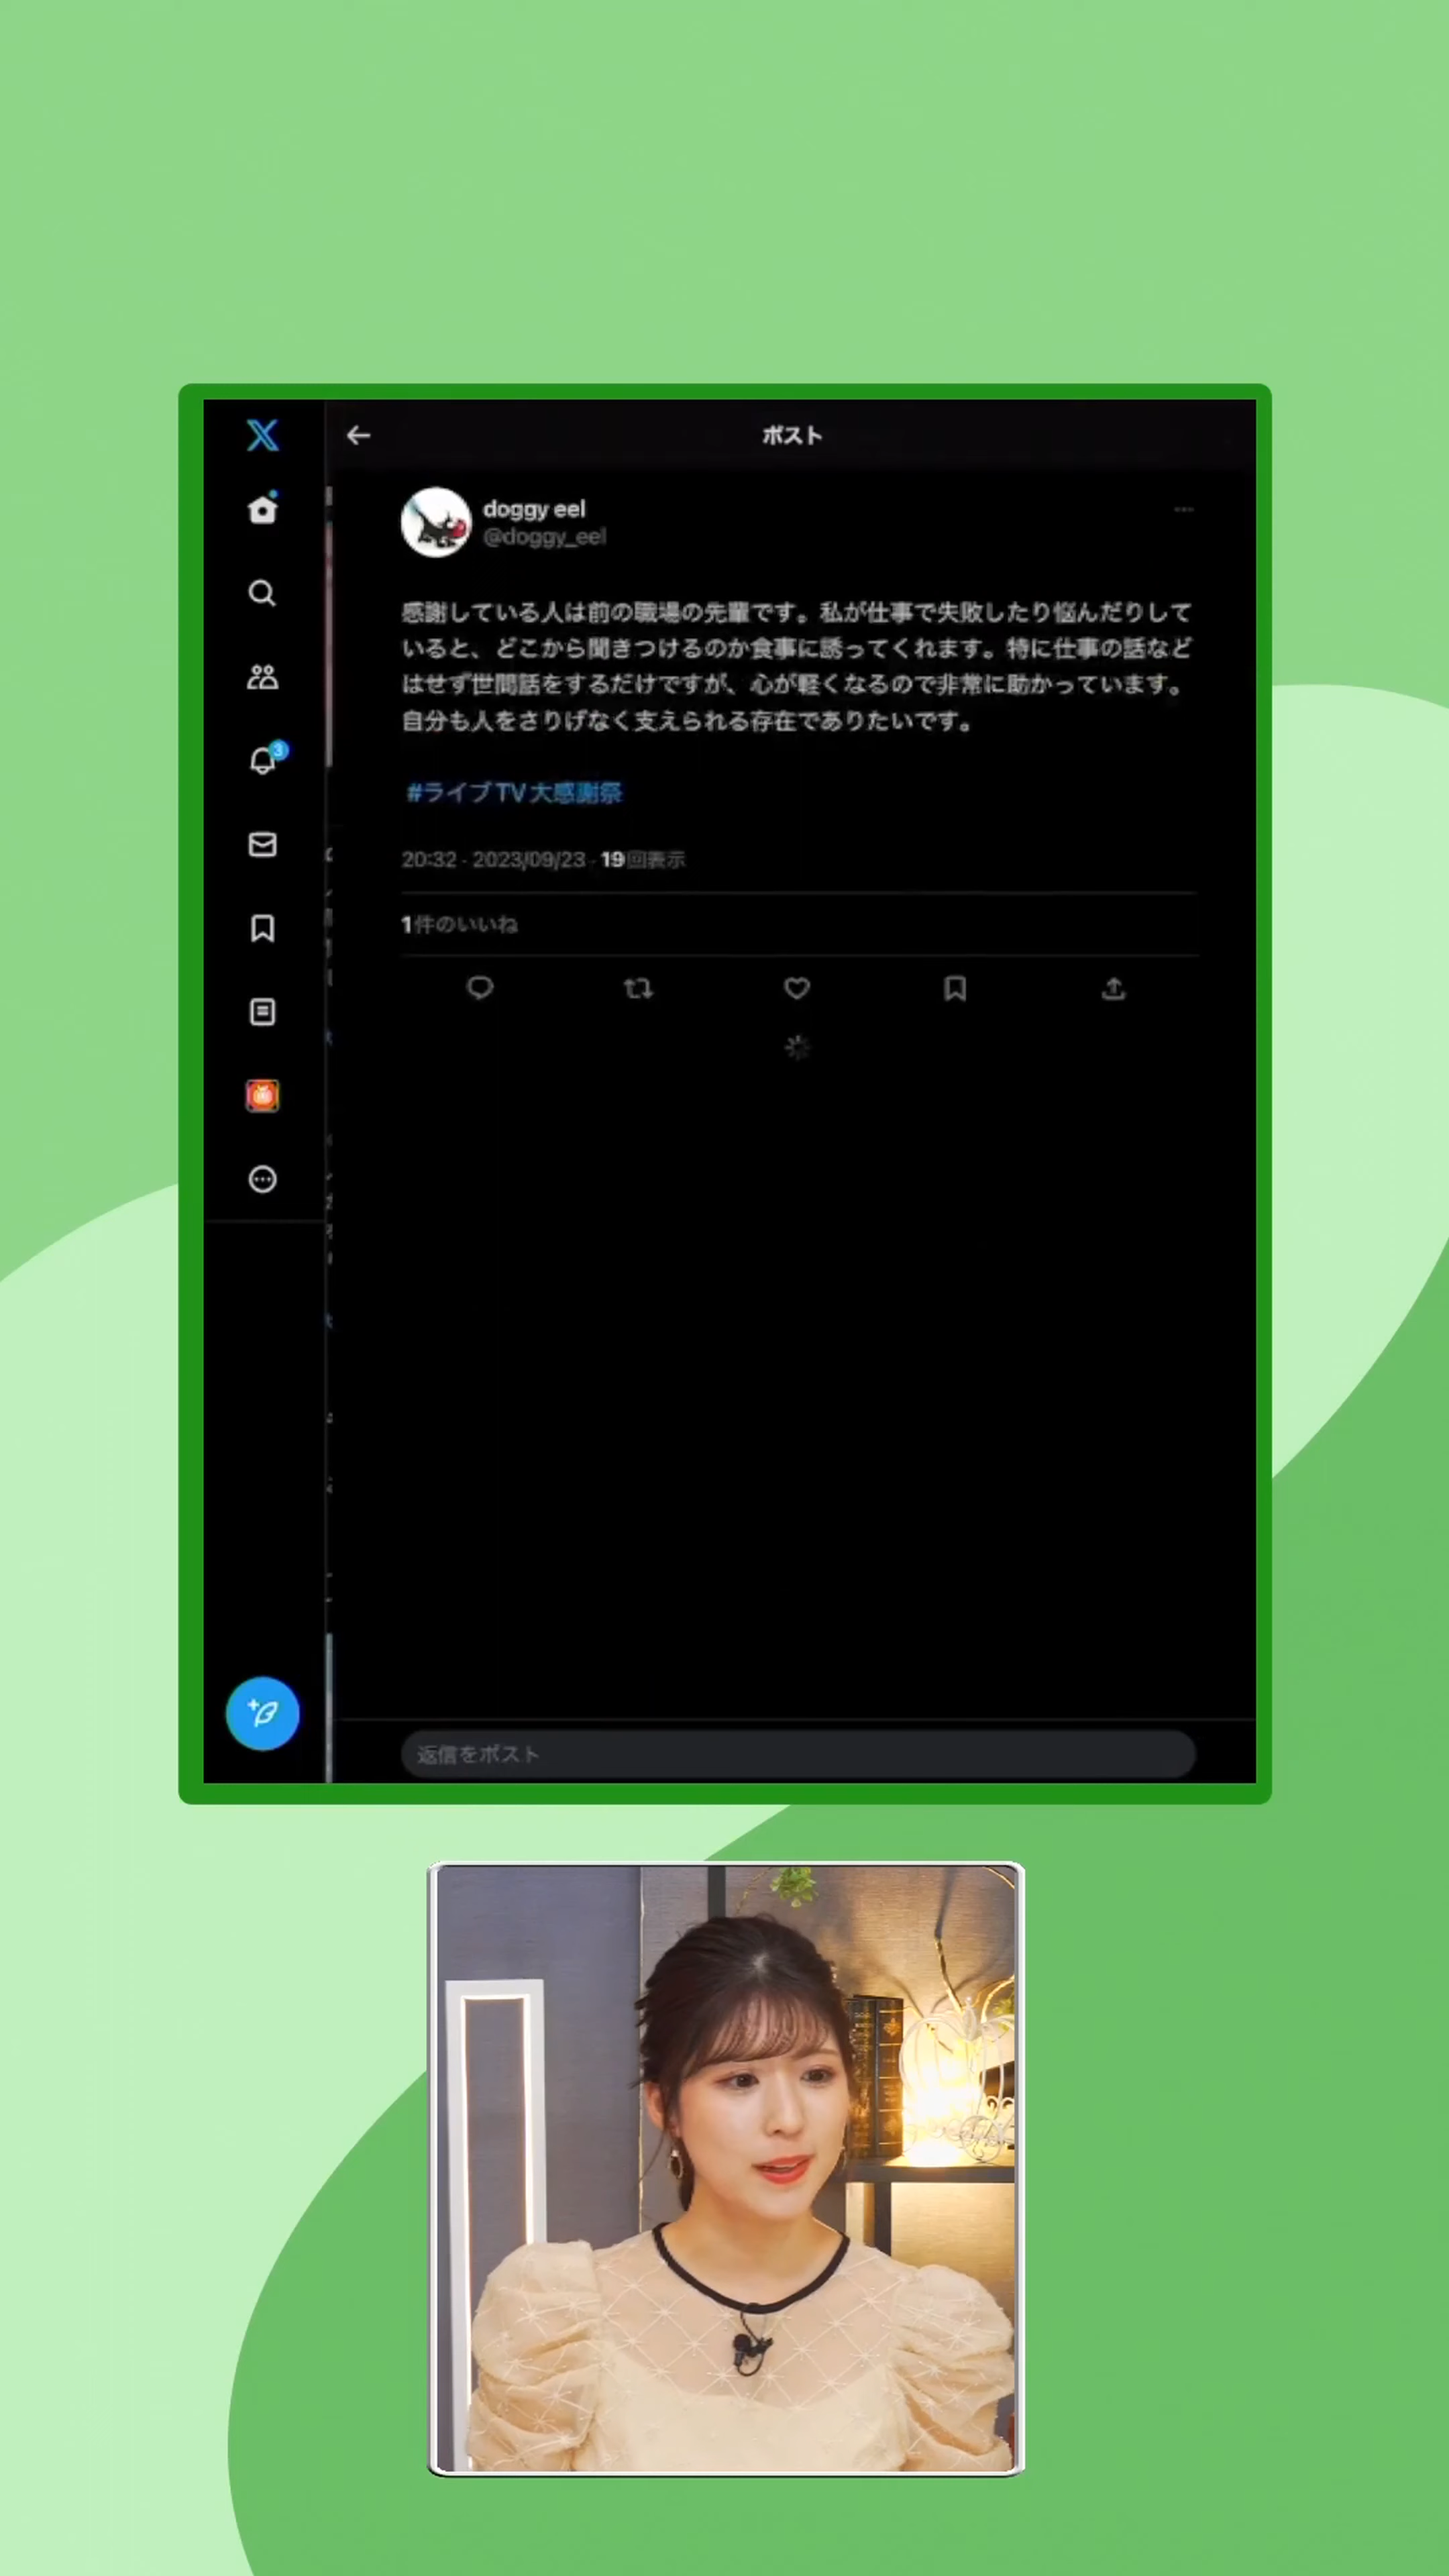 ポスト
doggy eel
@doggy_eel
感謝している人は前の職場の先輩です。私が仕事で失敗したり悩んだりして
いると、どこから聞きつけるのか食事に誘ってくれます。特に仕事の話など
はせず世間話をするだけですが、心が軽くなるので非常に助かっています。
自分も人をさりげなく支えられる存在でありたいです。
#ライブTV大感謝祭
20:32 · 2023/09/23 · 19回表示
1件のいいね
3
返信をポスト